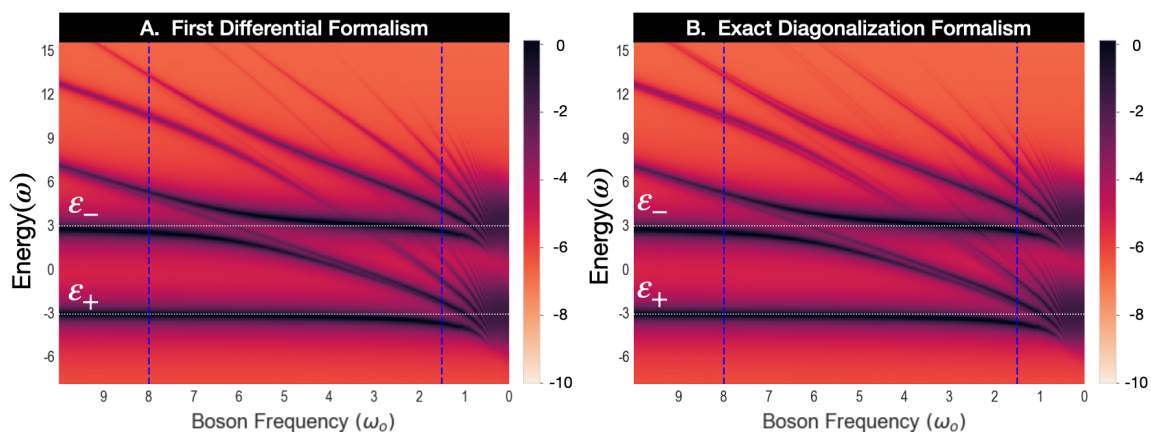 A. First Differential Formalism
15
12
9
6
3
0
-3
-6
Energy(ω)
ε₋
ε₊
9 8 7 6 5 4 3 2 1 0
Boson Frequency (ωₒ)
0
-2
-4
-6
-8
-10
B. Exact Diagonalization Formalism
15
12
9
6
3
0
-3
-6
Energy(ω)
ε₋
ε₊
9 8 7 6 5 4 3 2 1 0
Boson Frequency (ωₒ)
0
-2
-4
-6
-8
-10